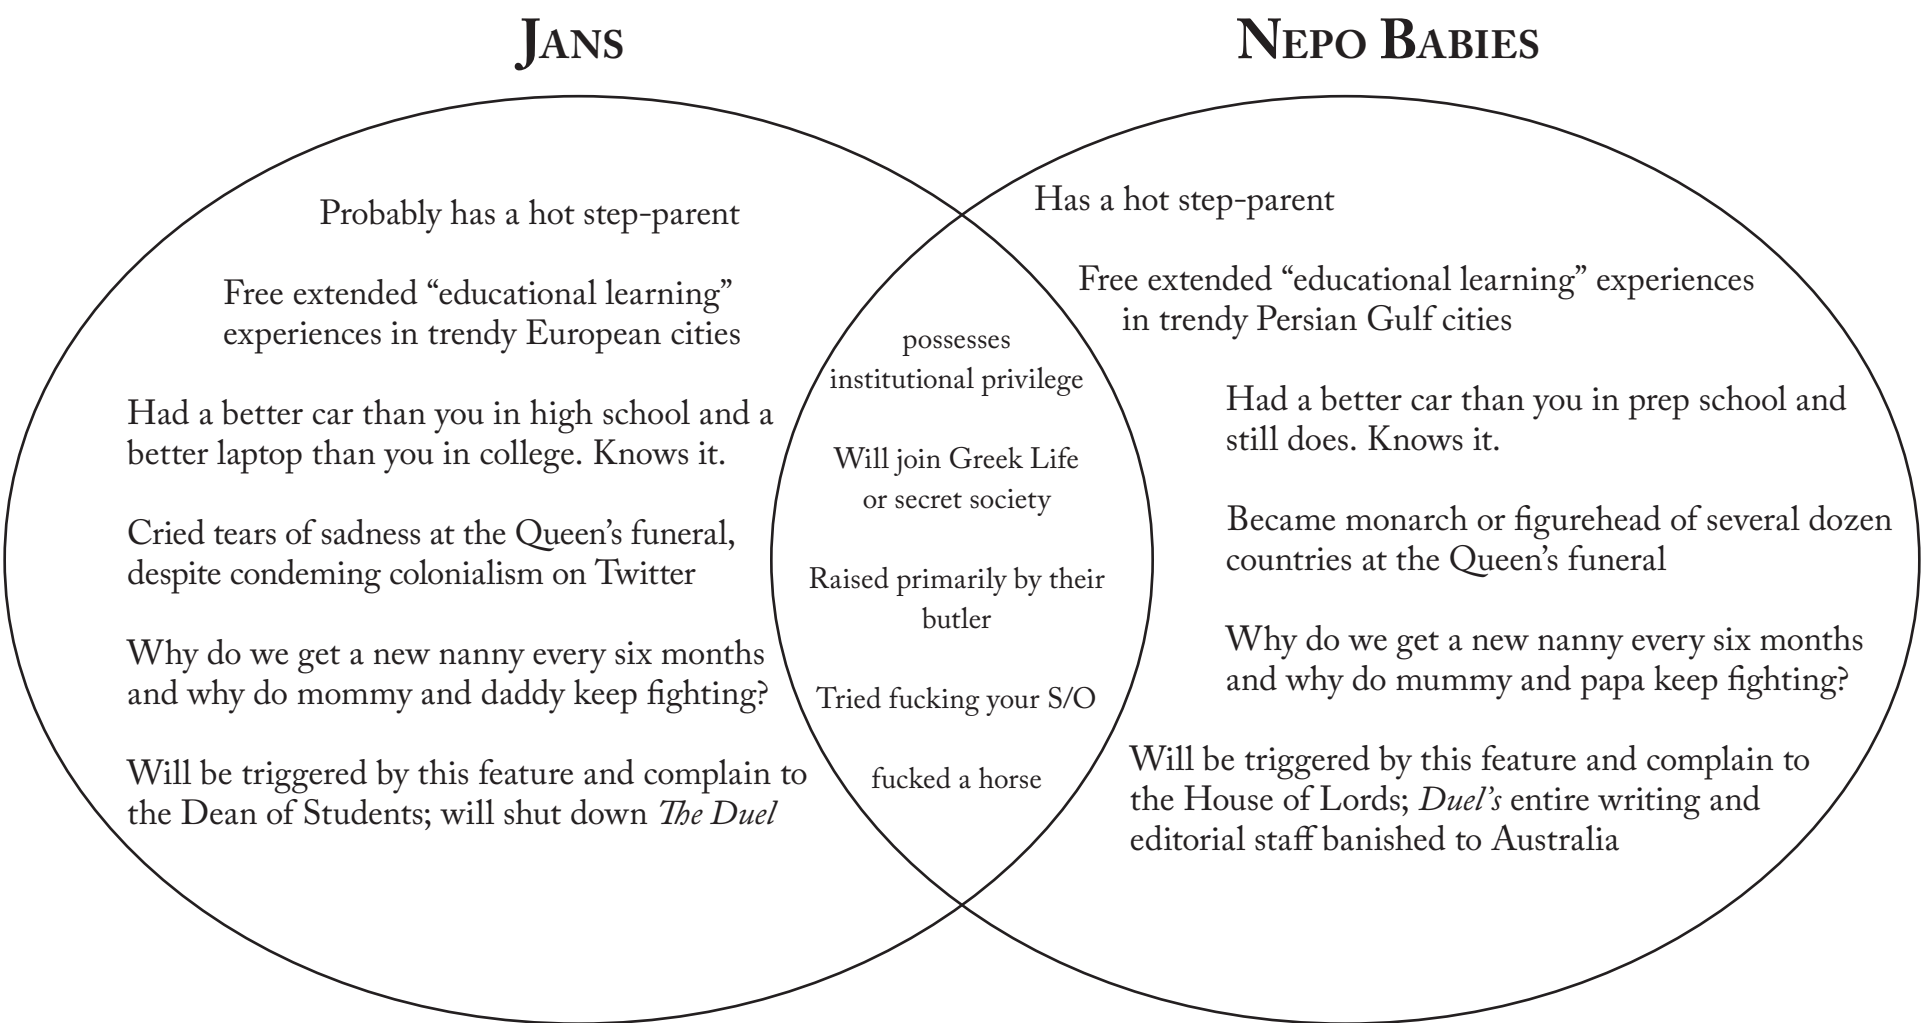 JANS
NEPO BABIES
Probably has a hot step-parent
Free extended “educational learning”
experiences in trendy European cities
Had a better car than you in high school and a
better laptop than you in college. Knows it.
Cried tears of sadness at the Queen’s funeral,
despite condeming colonialism on Twitter
Why do we get a new nanny every six months
and why do mommy and daddy keep fighting?
Will be triggered by this feature and complain to
the Dean of Students; will shut down The Duel
possesses
institutional privilege
Will join Greek Life
or secret society
Raised primarily by their
butler
Tried fucking your S/O
fucked a horse
Has a hot step-parent
Free extended “educational learning” experiences
in trendy Persian Gulf cities
Had a better car than you in prep school and
still does. Knows it.
Became monarch or figurehead of several dozen
countries at the Queen’s funeral
Why do we get a new nanny every six months
and why do mummy and papa keep fighting?
Will be triggered by this feature and complain to
the House of Lords; Duel’s entire writing and
editorial staff banished to Australia